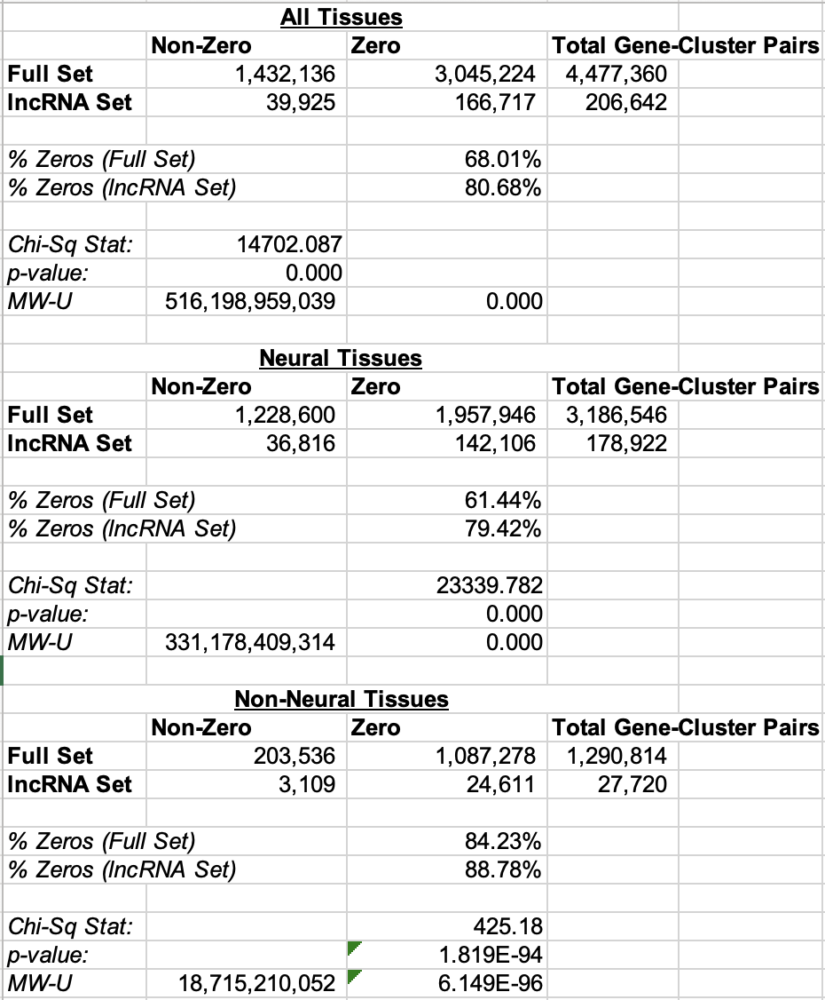 All Tissues
Non-Zero Zero Total Gene-Cluster Pairs
Full Set 1,432,136 3,045,224 4,477,360
lncRNA Set 39,925 166,717 206,642
% Zeros (Full Set) 68.01%
% Zeros (lncRNA Set) 80.68%
Chi-Sq Stat: 14702.087
p-value: 0.000
MW-U 516,198,959,039 0.000
Neural Tissues
Non-Zero Zero Total Gene-Cluster Pairs
Full Set 1,228,600 1,957,946 3,186,546
lncRNA Set 36,816 142,106 178,922
% Zeros (Full Set) 61.44%
% Zeros (lncRNA Set) 79.42%
Chi-Sq Stat: 23339.782
p-value: 0.000
MW-U 331,178,409,314 0.000
Non-Neural Tissues
Non-Zero Zero Total Gene-Cluster Pairs
Full Set 203,536 1,087,278 1,290,814
lncRNA Set 3,109 24,611 27,720
% Zeros (Full Set) 84.23%
% Zeros (lncRNA Set) 88.78%
Chi-Sq Stat: 425.18
p-value: 1.819E-94
MW-U 18,715,210,052 6.149E-96